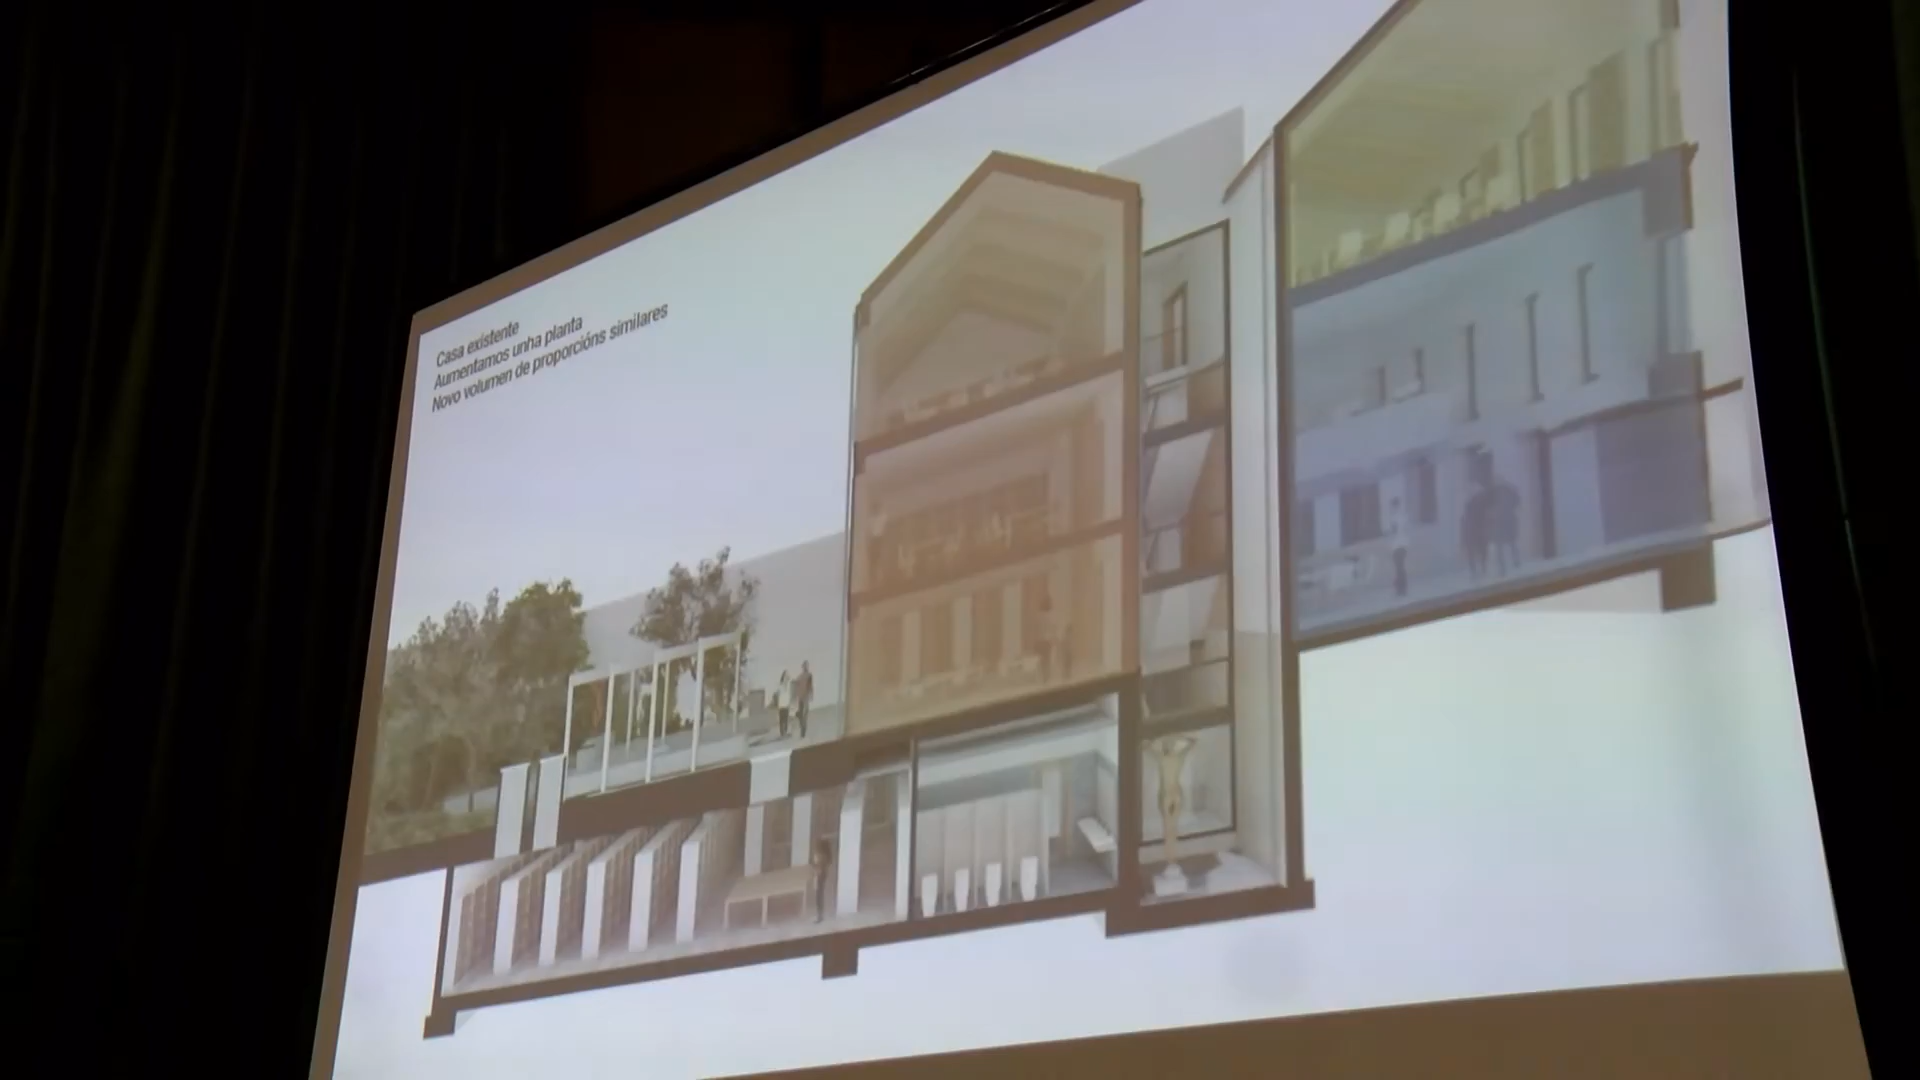 Casa existente
Aumentamos unha planta
Novo volumen de proporcións similares